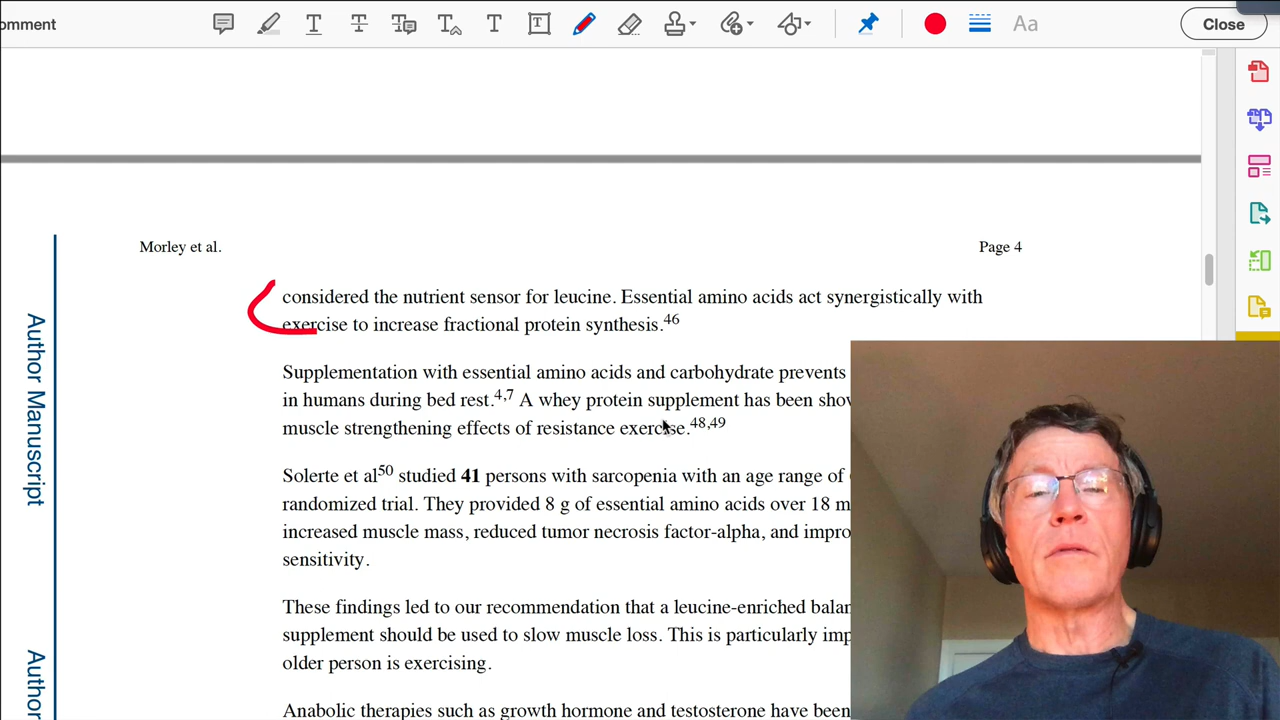 omment
Aa
Close
Morley et al.
Page 4
considered the nutrient sensor for leucine. Essential amino acids act synergistically with
exercise to increase fractional protein synthesis.46
Supplementation with essential amino acids and carbohydrate prevents
in humans during bed rest.4,7 A whey protein supplement has been
muscle strengthening effects of resistance exercise.48,49
Solerte et al50 studied 41 persons with sarcopenia with an age range of
randomized trial. They provided 8 g of essential amino acids over 18 m
increased muscle mass, reduced tumor necrosis factor-alpha, and impro
sensitivity.
These findings led to our recommendation that a leucine-enriched balan
supplement should be used to slow muscle loss. This is particularly imp
older person is exercising.
Anabolic therapies such as growth hormone and testosterone have been
Author Manuscript
Author